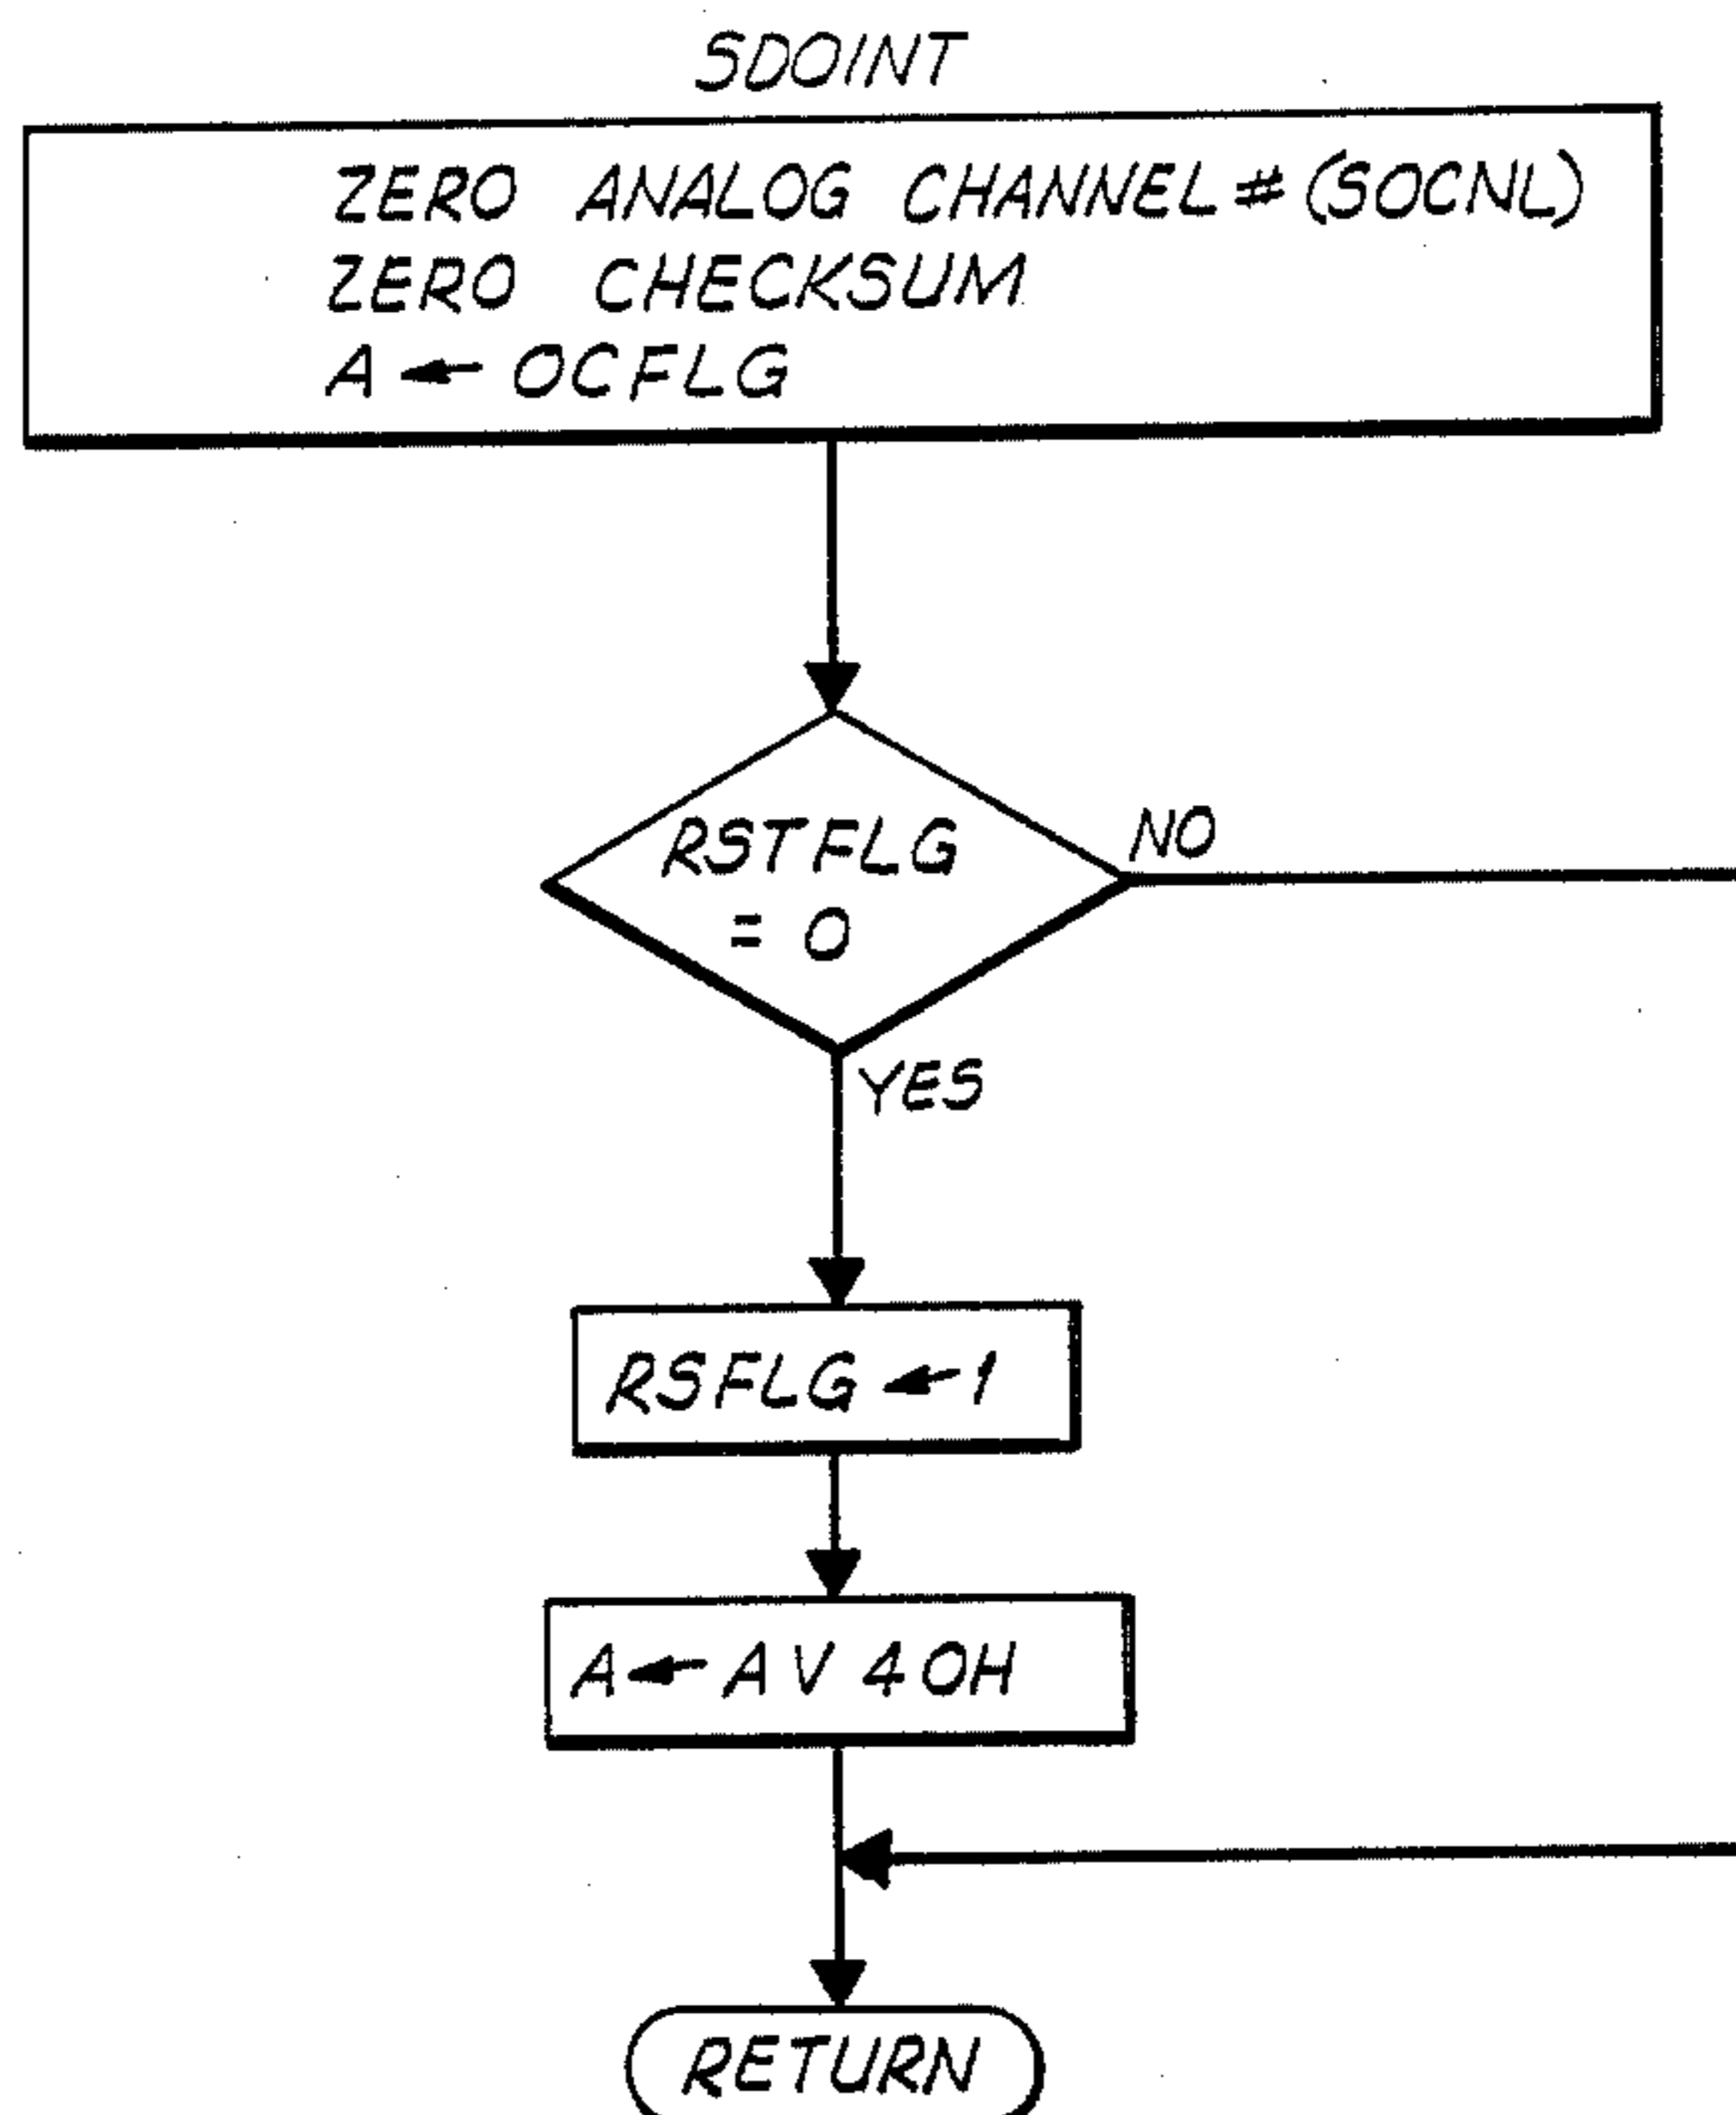 SDOINT
ZERO ANALOG CHANNEL # (SOCNL)
ZERO CHECKSUM
A ← OCFLG
RSTFLG
= 0
NO
YES
RSFLG ← 1
A ← A V 40H
RETURN